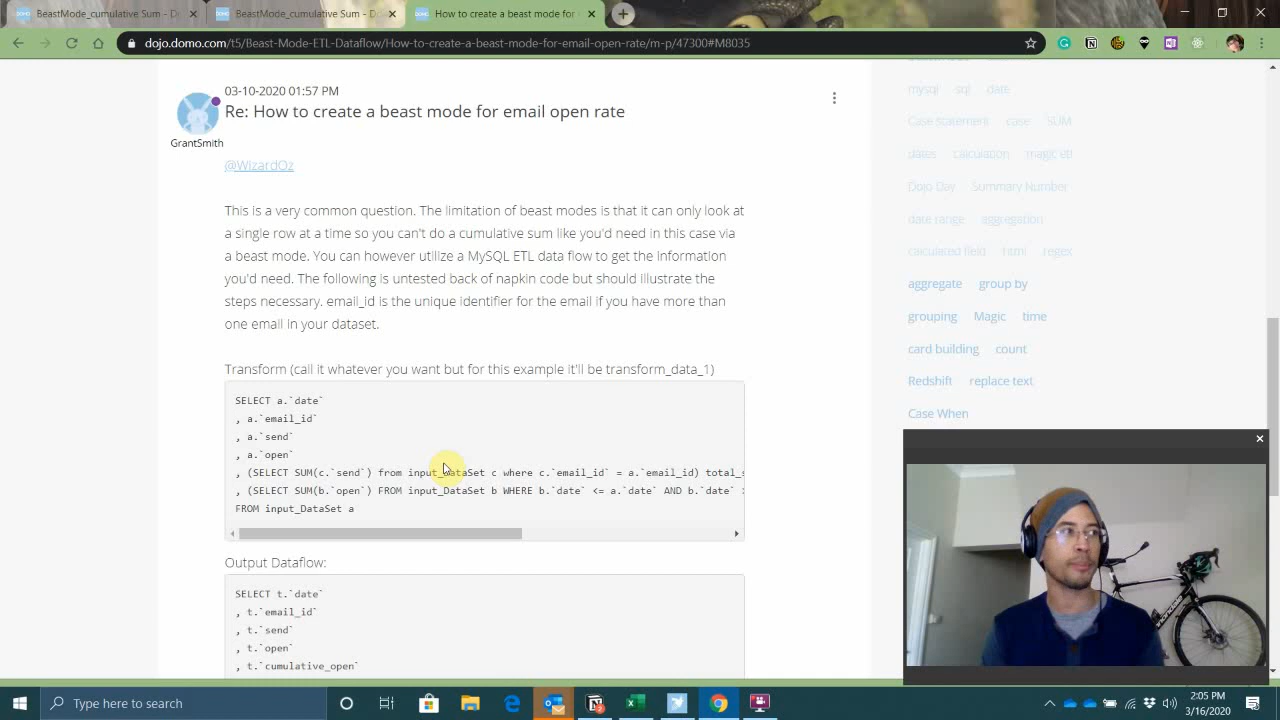 BeastMode_cumulative Sum - Do
BeastMode_cumulative Sum - Do
How to create a beast mode for
dojo.domo.com/t5/Beast-Mode-ETL-Dataflow/How-to-create-a-beast-mode-for-email-open-rate/m-p/47300#M8035
03-10-2020 01:57 PM
Re: How to create a beast mode for email open rate
GrantSmith
@WizardOz
This is a very common question. The limitation of beast modes is that it can only look at
a single row at a time so you can't do a cumulative sum like you'd need in this case via
a beast mode. You can however utilize a MySQL ETL data flow to get the information
you'd need. The following is untested back of napkin code but should illustrate the
steps necessary. email_id is the unique identifier for the email if you have more than
one email in your dataset.
Transform (call it whatever you want but for this example it'll be transform_data_1)
SELECT a.`date`
, a.`email_id`
, a.`send`
, a.`open`
, (SELECT SUM(c.`send`) from input_DataSet c where c.`email_id` = a.`email_id) total_s
, (SELECT SUM(b.`open`) FROM input_DataSet b WHERE b.`date` <= a.`date` AND b.`date` >
FROM input_DataSet a
Output Dataflow:
SELECT t.`date`
, t.`email_id`
, t.`send`
, t.`open`
, t.`cumulative_open`
mysql sql date
Case statement case SUM
dates calculation magic etl
Dojo Day Summary Number
date range aggregation
calculated field html regex
aggregate group by
grouping Magic time
card building count
Redshift replace text
Case When
Type here to search
2:05 PM
3/16/2020